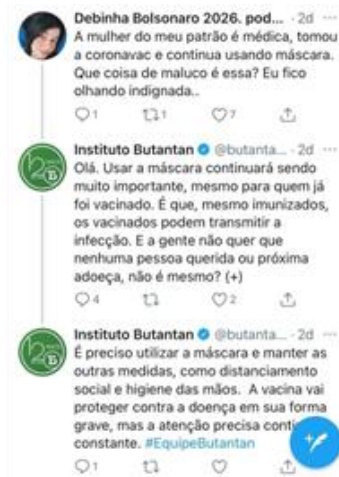 Debinha Bolsonaro 2026. pod... · 2d ...
A mulher do meu patrão é médica, tomou
a coronavac e continua usando máscara.
Que coisa de maluco é essa? Eu fico
olhando indignada..
1 1 7
Instituto Butantan @butanta... · 2d ...
Olá. Usar a máscara continuará sendo
muito importante, mesmo para quem já
foi vacinado. É que, mesmo imunizados,
os vacinados podem transmitir a
infecção. E a gente não quer que
nenhuma pessoa querida ou próxima
adoeça, não é mesmo? (+)
4 2
Instituto Butantan @butanta... · 2d ...
É preciso utilizar a máscara e manter as
outras medidas, como distanciamento
social e higiene das mãos. A vacina vai
proteger contra a doença em sua forma
grave, mas a atenção precisa
constante. #EquipeButantan
1